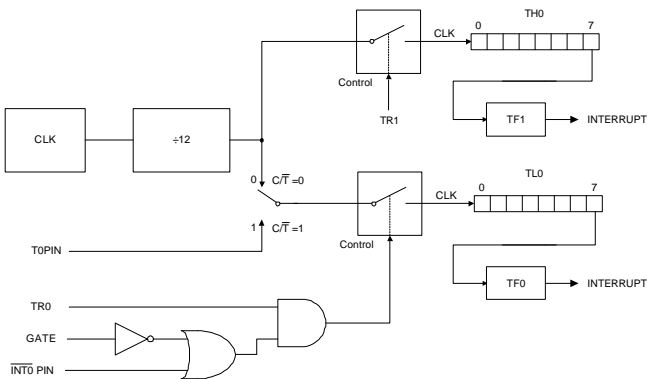 TH0
0 7
CLK
Control
TR1
TF1
INTERRUPT
CLK
÷12
0
C/T̅ =0
TL0
0 7
CLK
1
C/T̅ =1
Control
T0PIN
TF0
INTERRUPT
TR0
GATE
I̅N̅T̅0̅ PIN